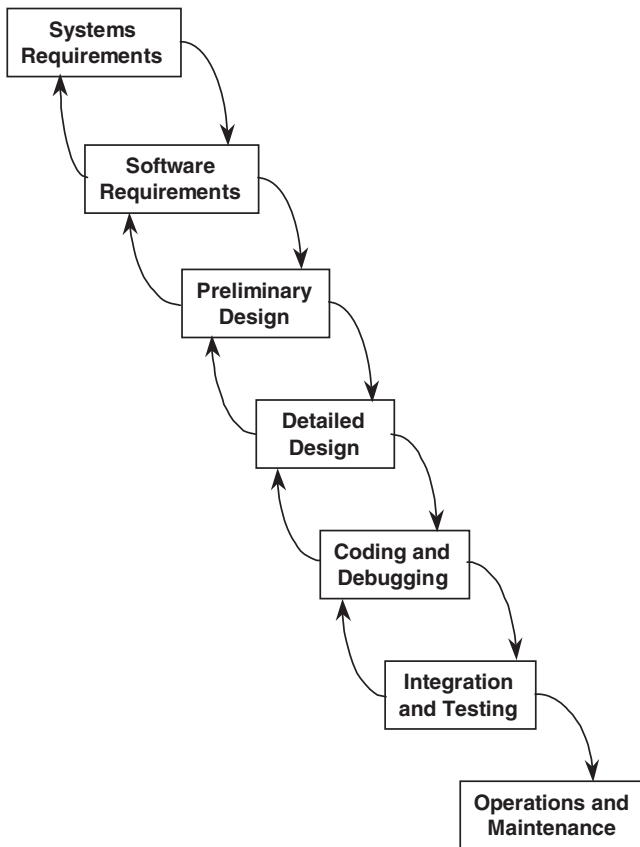 Systems
Requirements
Software
Requirements
Preliminary
Design
Detailed
Design
Coding and
Debugging
Integration
and Testing
Operations and
Maintenance